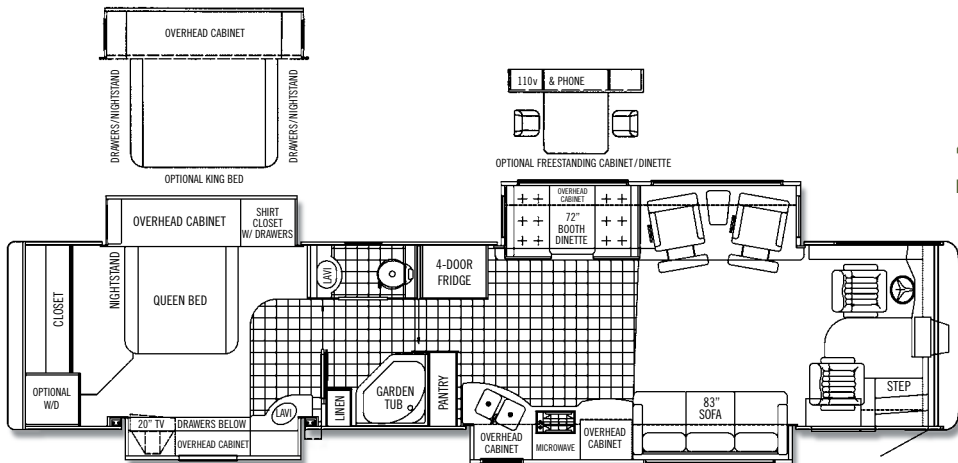 OVERHEAD CABINET
DRAWERS/NIGHTSTAND
DRAWERS/NIGHTSTAND
OPTIONAL KING BED
110v & PHONE
OPTIONAL FREESTANDING CABINET/DINETTE
OVERHEAD CABINET
SHIRT
CLOSET
W/ DRAWERS
OVERHEAD
CABINET
72”
BOOTH
DINETTE
CLOSET
NIGHTSTAND
QUEEN BED
LAVI
4-DOOR
FRIDGE
OPTIONAL
W/D
LINEN
GARDEN
TUB
PANTRY
STEP
20” TV
DRAWERS BELOW
OVERHEAD CABINET
LAVI
OVERHEAD
CABINET
MICROWAVE
OVERHEAD
CABINET
83”
SOFA